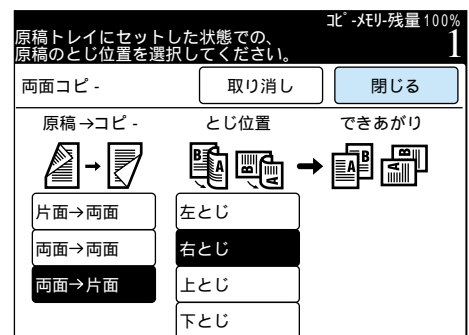 ｺﾋﾟｰﾒﾓﾘｰ残量100%
原稿トレイにセットした状態での、
原稿のとじ位置を選択してください。 1
両面コピー 取り消し 閉じる
原稿→コピー とじ位置 できあがり
B A B A A B B A
片面→両面 左とじ
両面→両面 右とじ
両面→片面 上とじ
下とじ